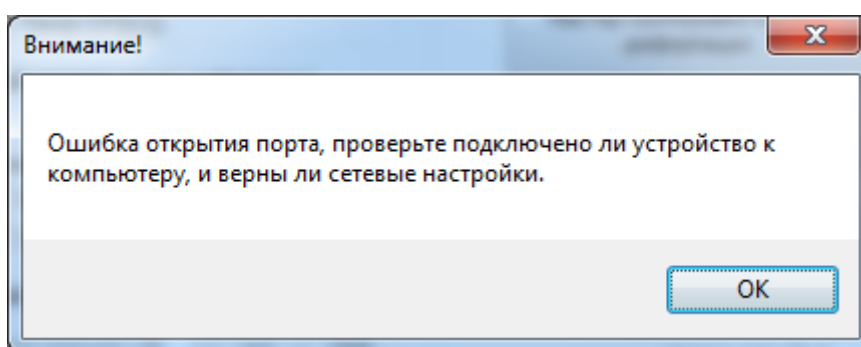 Внимание!
Ошибка открытия порта, проверьте подключено ли устройство к
компьютеру, и верны ли сетевые настройки.
OK